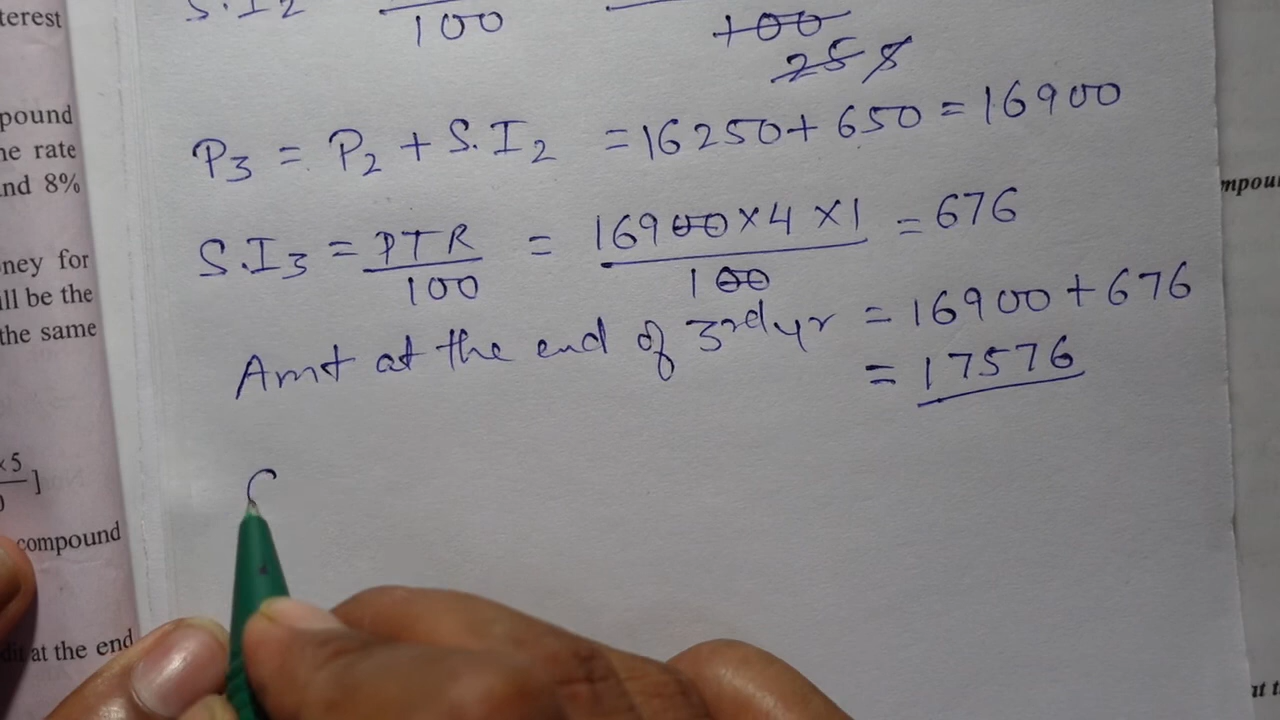 terest
S.I2
100
100
25 8
pound
P3 = P2 + S.I2 = 16250 + 650 = 16900
he rate
nd 8%
mpou
S.I3 = PTR = 16900 × 4 × 1 = 676
100 100
ney for
ll be the
the same
Amt at the end of 3rd yr = 16900 + 676
= 17576
×5
]
compound
at the end
at t